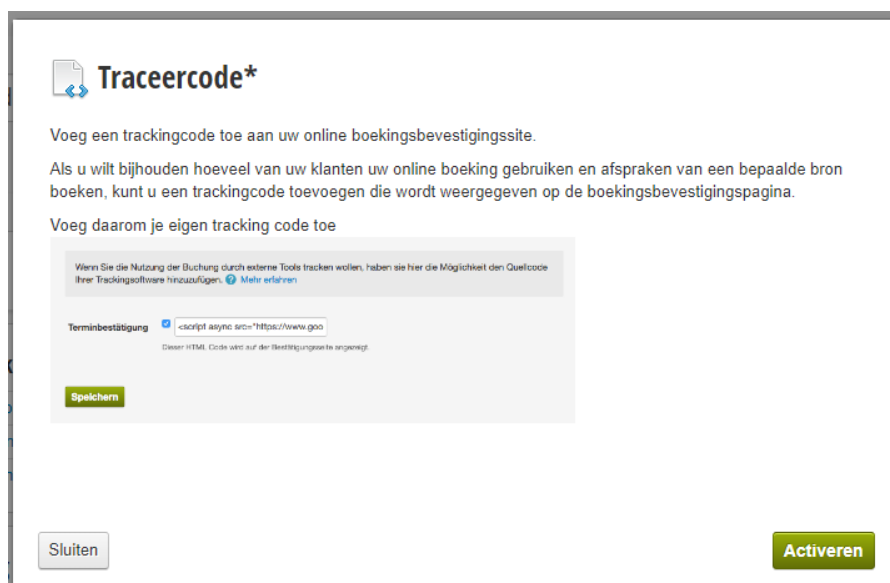 Traceercode*
Voeg een trackingcode toe aan uw online boekingsbevestigingssite.
Als u wilt bijhouden hoeveel van uw klanten uw online boeking gebruiken en afspraken van een bepaalde bron
boeken, kunt u een trackingcode toevoegen die wordt weergegeven op de boekingsbevestigingspagina.
Voeg daarom je eigen tracking code toe
Wenn Sie die Nutzung der Buchung durch externe Tools tracken wollen, haben sie hier die Möglichkeit den Quellcode
Ihrer Trackingsoftware hinzuzufügen. ? Mehr erfahren
Terminbestätigung <script async src="https://www.goo
Dieser HTML Code wird auf der Bestätigungsseite angezeigt.
Speichern
Sluiten Activeren